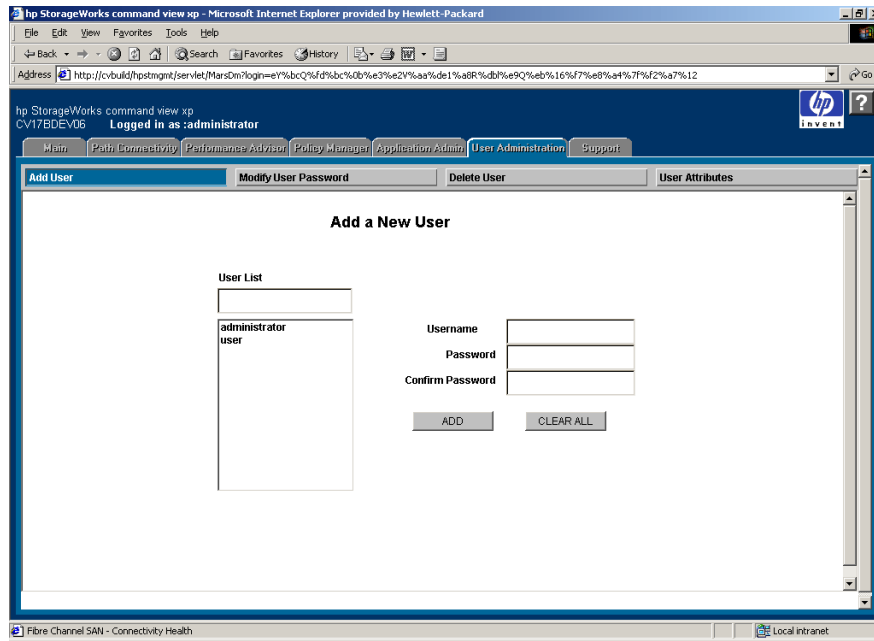 hp StorageWorks command view xp - Microsoft Internet Explorer provided by Hewlett-Packard
File Edit View Favorites Tools Help
Back Search Favorites History
Address http://cvbuild/hpstmgmt/servlet/MarsDm?login=eY%bcQ%fd%bc%0b%e3%e2V%aa%de1%a8R%dbl%e9Q%eb%16%f7%e8%a4%7f%f2%a7%12 Go
hp StorageWorks command view xp
CV17BDEV06 Logged in as :administrator
hp
invent
?
Main Path Connectivity Performance Advisor Policy Manager Application Admin User Administration Support
Add User Modify User Password Delete User User Attributes
Add a New User
User List
administrator
user
Username
Password
Confirm Password
ADD CLEAR ALL
Fibre Channel SAN - Connectivity Health Local intranet